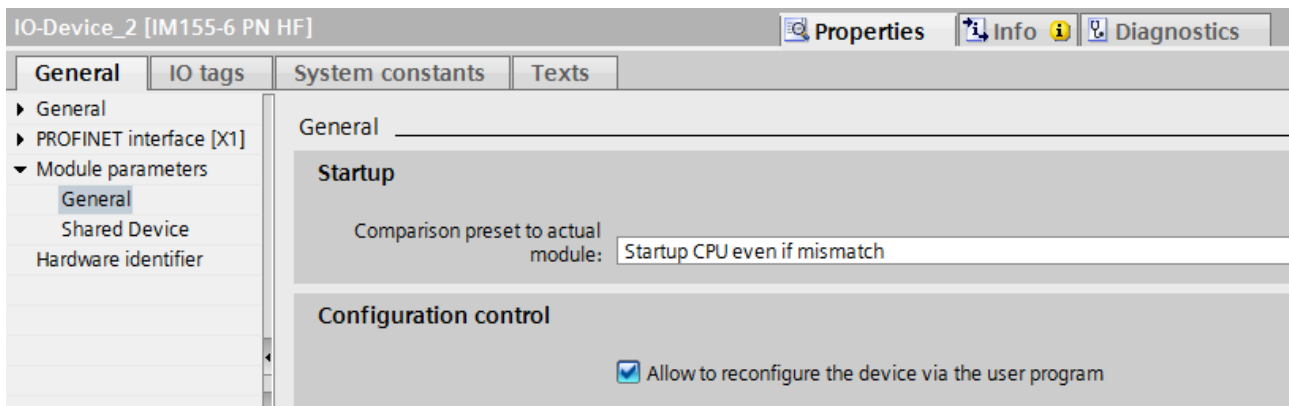 IO-Device_2 [IM155-6 PN HF]
Properties
Info
Diagnostics
General
IO tags
System constants
Texts
General
PROFINET interface [X1]
Module parameters
General
Shared Device
Hardware identifier
General
Startup
Comparison preset to actual
module:
Startup CPU even if mismatch
Configuration control
Allow to reconfigure the device via the user program